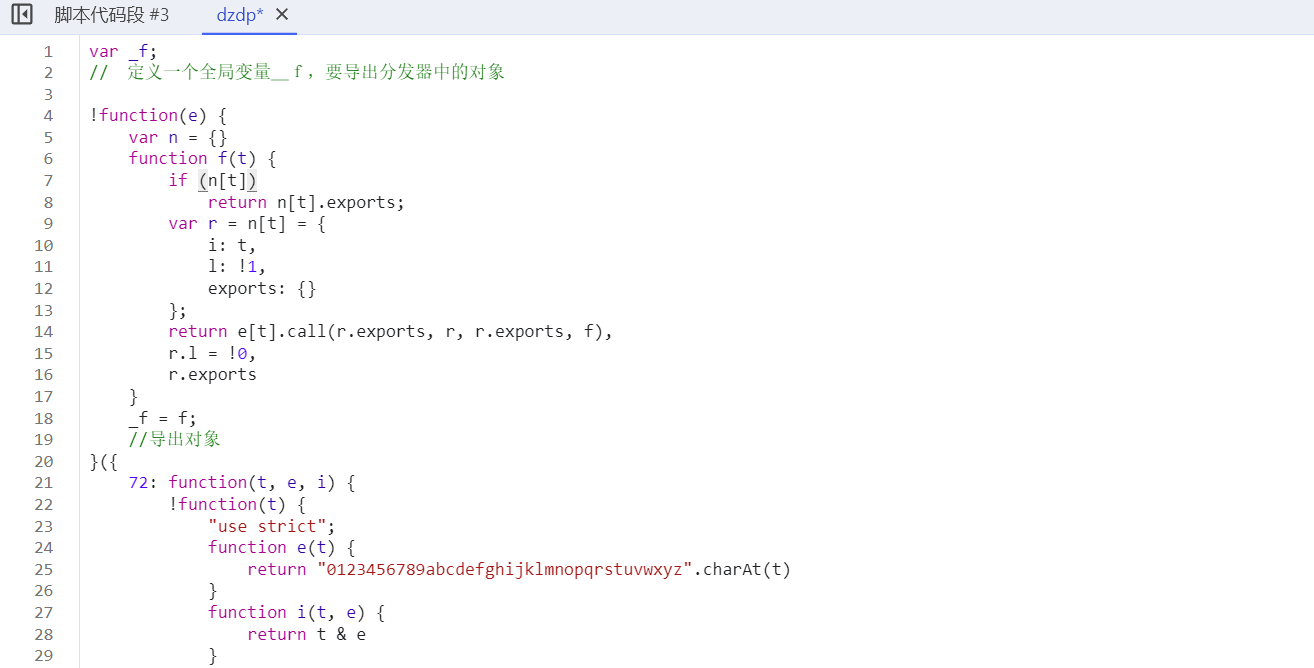 脚本代码段 #3 dzdp* ×
1 var _f;
2 // 定义一个全局变量__ｆ，要导出分发器中的对象
3
4 !function(e) {
5     var n = {}
6     function f(t) {
7         if (n[t])
8             return n[t].exports;
9         var r = n[t] = {
10             i: t,
11             l: !1,
12             exports: {}
13         };
14         return e[t].call(r.exports, r, r.exports, f),
15         r.l = !0,
16         r.exports
17     }
18     _f = f;
19     //导出对象
20 }({
21     72: function(t, e, i) {
22         !function(t) {
23             "use strict";
24             function e(t) {
25                 return "0123456789abcdefghijklmnopqrstuvwxyz".charAt(t)
26             }
27             function i(t, e) {
28                 return t & e
29             }